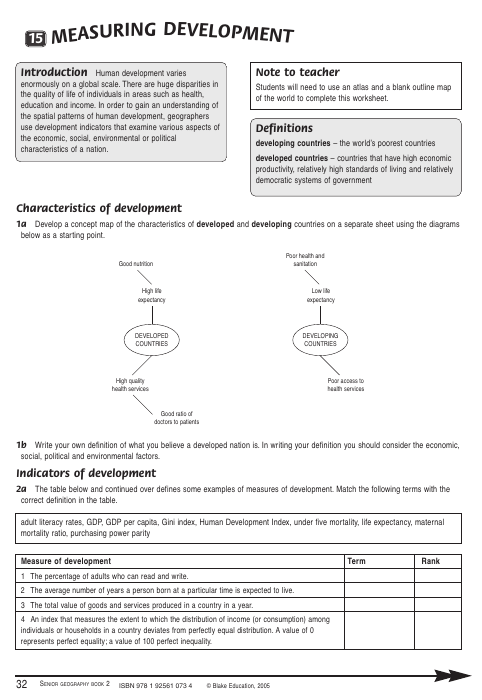 15 MEASURING DEVELOPMENT
Introduction Human development varies
enormously on a global scale. There are huge disparities in
the quality of life of individuals in areas such as health,
education and income. In order to gain an understanding of
the spatial patterns of human development, geographers
use development indicators that examine various aspects of
the economic, social, environmental or political
characteristics of a nation.
Note to teacher
Students will need to use an atlas and a blank outline map
of the world to complete this worksheet.
Definitions
developing countries – the world's poorest countries
developed countries – countries that have high economic
productivity, relatively high standards of living and relatively
democratic systems of government
Characteristics of development
1a Develop a concept map of the characteristics of developed and developing countries on a separate sheet using the diagrams
below as a starting point.
Good nutrition
High life
expectancy
DEVELOPED
COUNTRIES
High quality
health services
Good ratio of
doctors to patients
Poor health and
sanitation
Low life
expectancy
DEVELOPING
COUNTRIES
Poor access to
health services
1b Write your own definition of what you believe a developed nation is. In writing your definition you should consider the economic,
social, political and environmental factors.
Indicators of development
2a The table below and continued over defines some examples of measures of development. Match the following terms with the
correct definition in the table.
adult literacy rates, GDP, GDP per capita, Gini index, Human Development Index, under five mortality, life expectancy, maternal
mortality ratio, purchasing power parity
Measure of development Term Rank
1 The percentage of adults who can read and write.
2 The average number of years a person born at a particular time is expected to live.
3 The total value of goods and services produced in a country in a year.
4 An index that measures the extent to which the distribution of income (or consumption) among
individuals or households in a country deviates from perfectly equal distribution. A value of 0
represents perfect equality; a value of 100 perfect inequality.
32 SENIOR GEOGRAPHY BOOK 2 ISBN 978 1 92561 073 4 © Blake Education, 2005